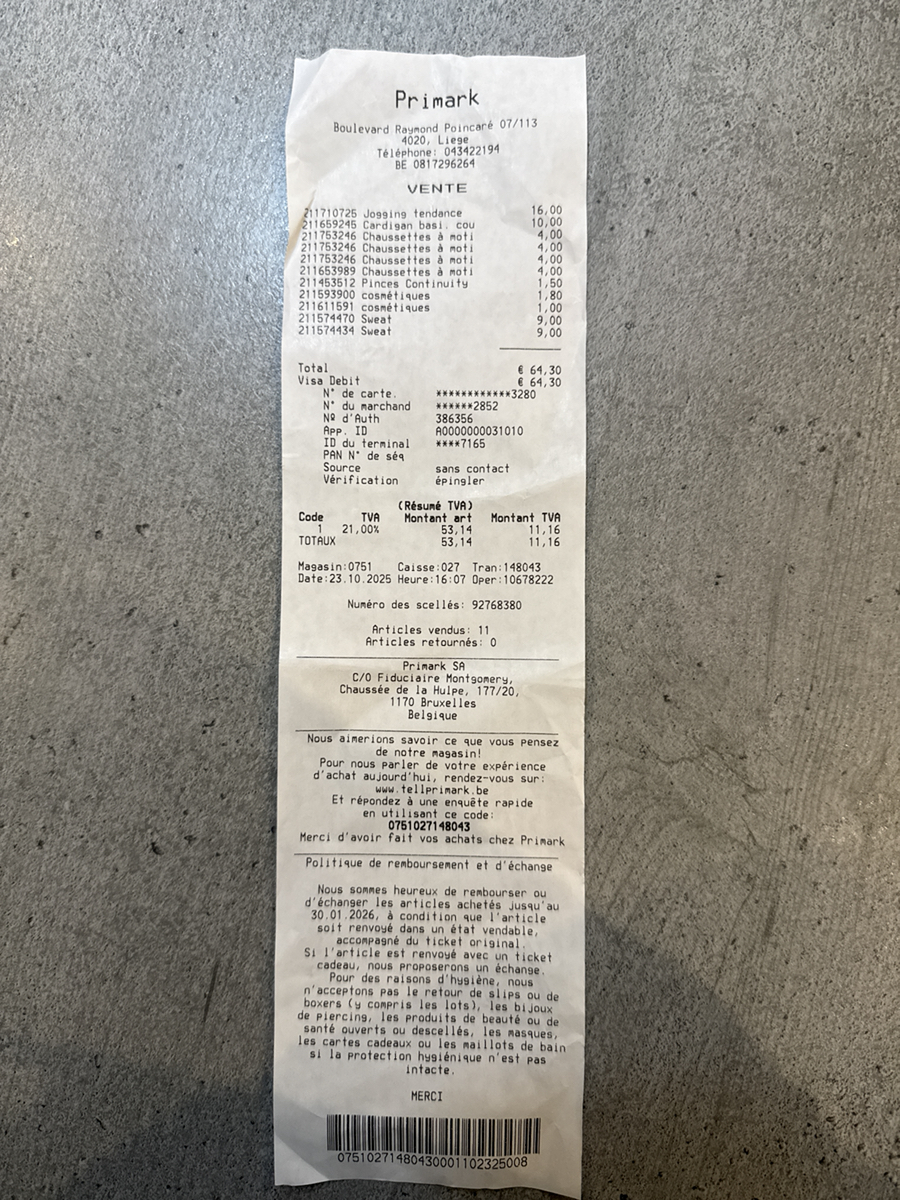 Primark
Boulevard Raymond Poincaré 07/113
4020, Liege
Téléphone: 043422194
BE 0817296264
VENTE
211710725 Jogging tendance 16,00
211659245 Cardigan basi. cou 10,00
211753246 Chaussettes à moti 4,00
211753246 Chaussettes à moti 4,00
211753246 Chaussettes à moti 4,00
211653989 Chaussettes à moti 4,00
211453512 Pinces Continuity 1,50
211593900 cosmétiques 1,80
211611591 cosmétiques 1,00
211574470 Sweat 9,00
211574434 Sweat 9,00
Total € 64,30
Visa Debit € 64,30
N° de carte. ************3280
N° du marchand ******2852
Nº d'Auth 386356
App. ID A0000000031010
ID du terminal ****7165
PAN N° de séq
Source sans contact
Vérification épingler
(Résumé TVA)
Code TVA Montant art Montant TVA
1 21,00% 53,14 11,16
TOTAUX 53,14 11,16
Magasin:0751 Caisse:027 Tran:148043
Date:23.10.2025 Heure:16:07 Oper:10678222
Numéro des scellés: 92768380
Articles vendus: 11
Articles retournés: 0
Primark SA
C/O Fiduciaire Montgomery,
Chaussée de la Hulpe, 177/20,
1170 Bruxelles
Belgique
Nous aimerions savoir ce que vous pensez
de notre magasin!
Pour nous parler de votre expérience
d'achat aujourd'hui, rendez-vous sur:
www.tellprimark.be
Et répondez à une enquête rapide
en utilisant ce code:
0751027148043
Merci d'avoir fait vos achats chez Primark
Politique de remboursement et d'échange
Nous sommes heureux de rembourser ou
d'échanger les articles achetés jusqu'au
30.01.2026, à condition que l'article
soit renvoyé dans un état vendable,
accompagné du ticket original.
Si l'article est renvoyé avec un ticket
cadeau, nous proposerons un échange.
Pour des raisons d'hygiène, nous
n'acceptons pas le retour de slips ou de
boxers (y compris les lots), les bijoux
de piercing, les produits de beauté ou de
santé ouverts ou descellés, les masques,
les cartes cadeaux ou les maillots de bain
si la protection hygiénique n'est pas
intacte.
MERCI
07510271480430001102325008